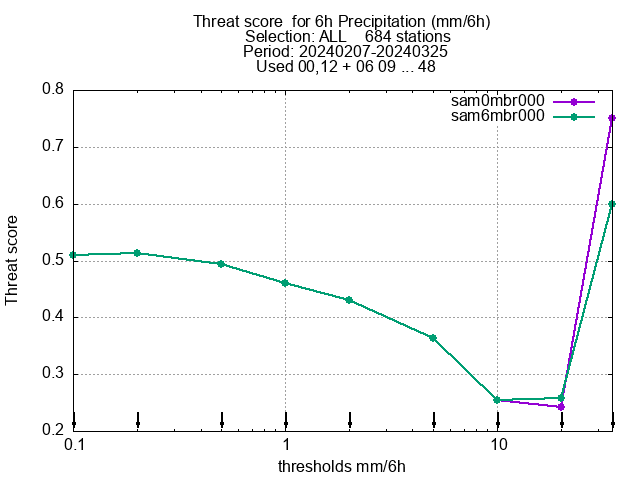 Threat score  for 6h Precipitation (mm/6h)
Selection: ALL    684 stations
Period: 20240207-20240325
Used 00,12 + 06 09 ... 48
sam0mbr000
sam6mbr000
0.8
0.7
0.6
0.5
0.4
0.3
0.2
Threat score
0.1 1 10
thresholds mm/6h